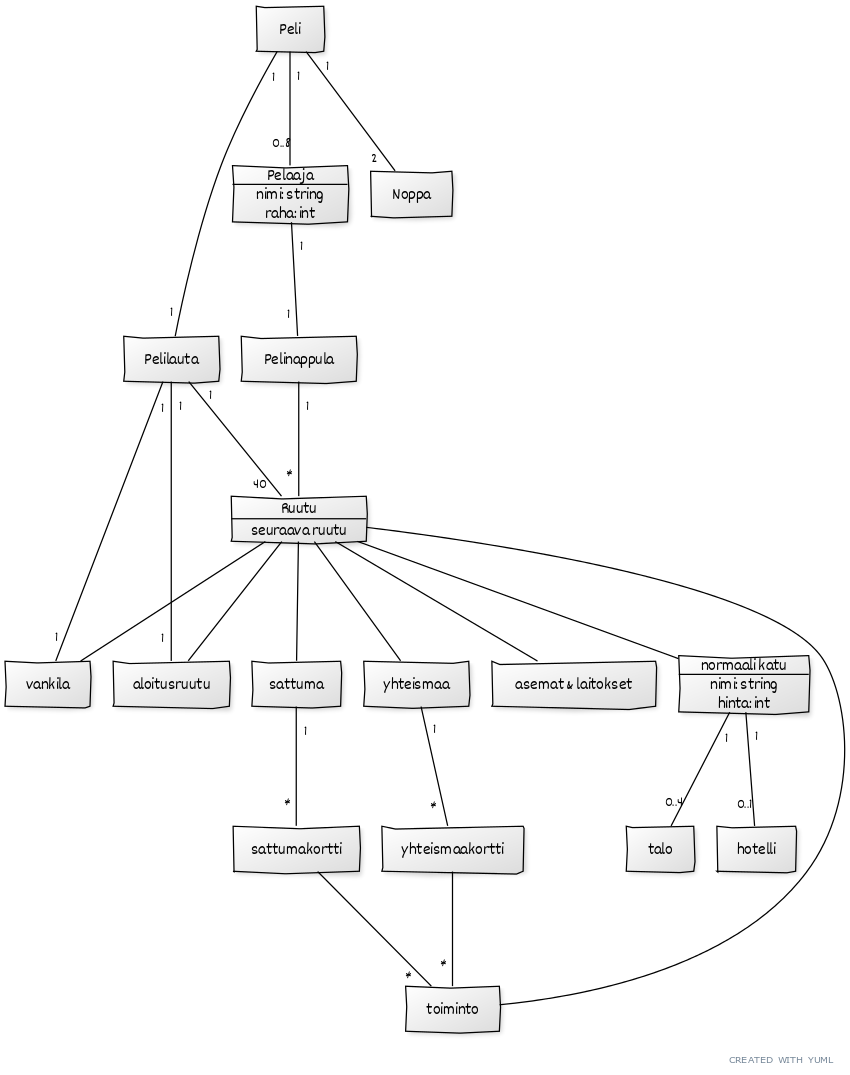 Peli
1
1
1
0..8
2
Pelaaja
nimi: string
raha: int
Noppa
1
1
1
Pelilauta
Pelinappula
1
1
1
1
*
40
Ruutu
seuraava ruutu
1
1
vankila
aloitusruutu
sattuma
yhteismaa
asemat & laitokset
normaali katu
nimi: string
hinta: int
1
1
1
1
*
*
0..4
0..1
sattumakortti
yhteismaakortti
talo
hotelli
*
*
toiminto
CREATED WITH YUML